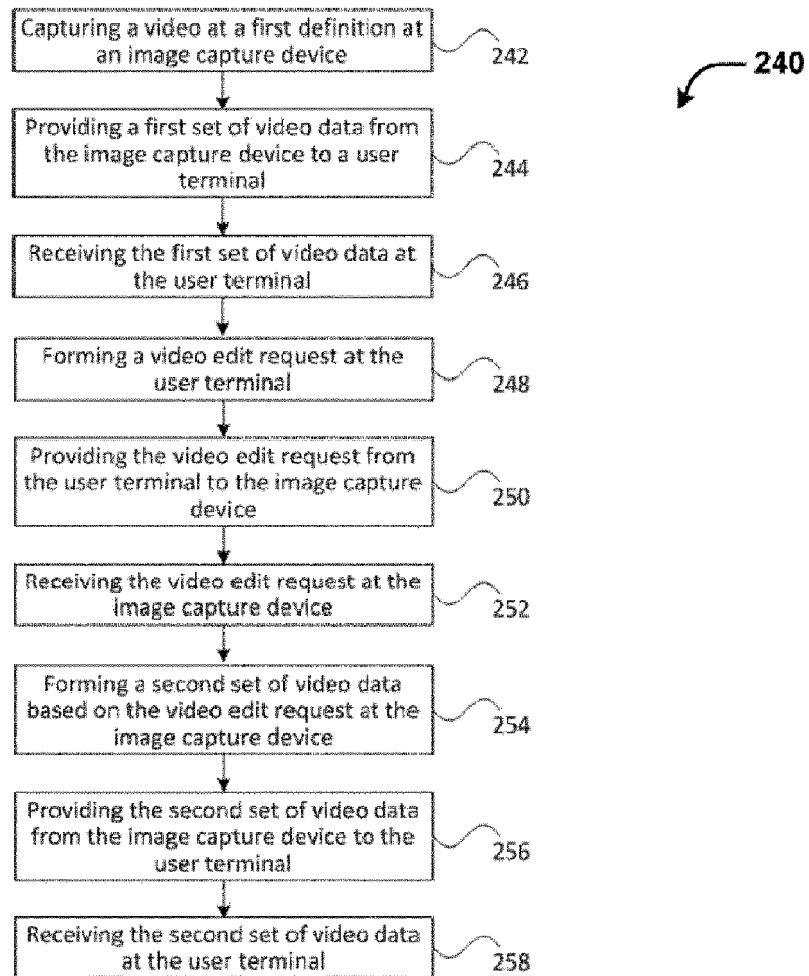 Capturing a video at a first definition at
an image capture device
242
240
Providing a first set of video data from
the image capture device to a user
terminal
244
Receiving the first set of video data at
the user terminal
246
Forming a video edit request at the
user terminal
248
Providing the video edit request from
the user terminal to the image capture
device
250
Receiving the video edit request at the
image capture device
252
Forming a second set of video data
based on the video edit request at the
image capture device
254
Providing the second set of video data
from the image capture device to the
user terminal
256
Receiving the second set of video data
at the user terminal
258